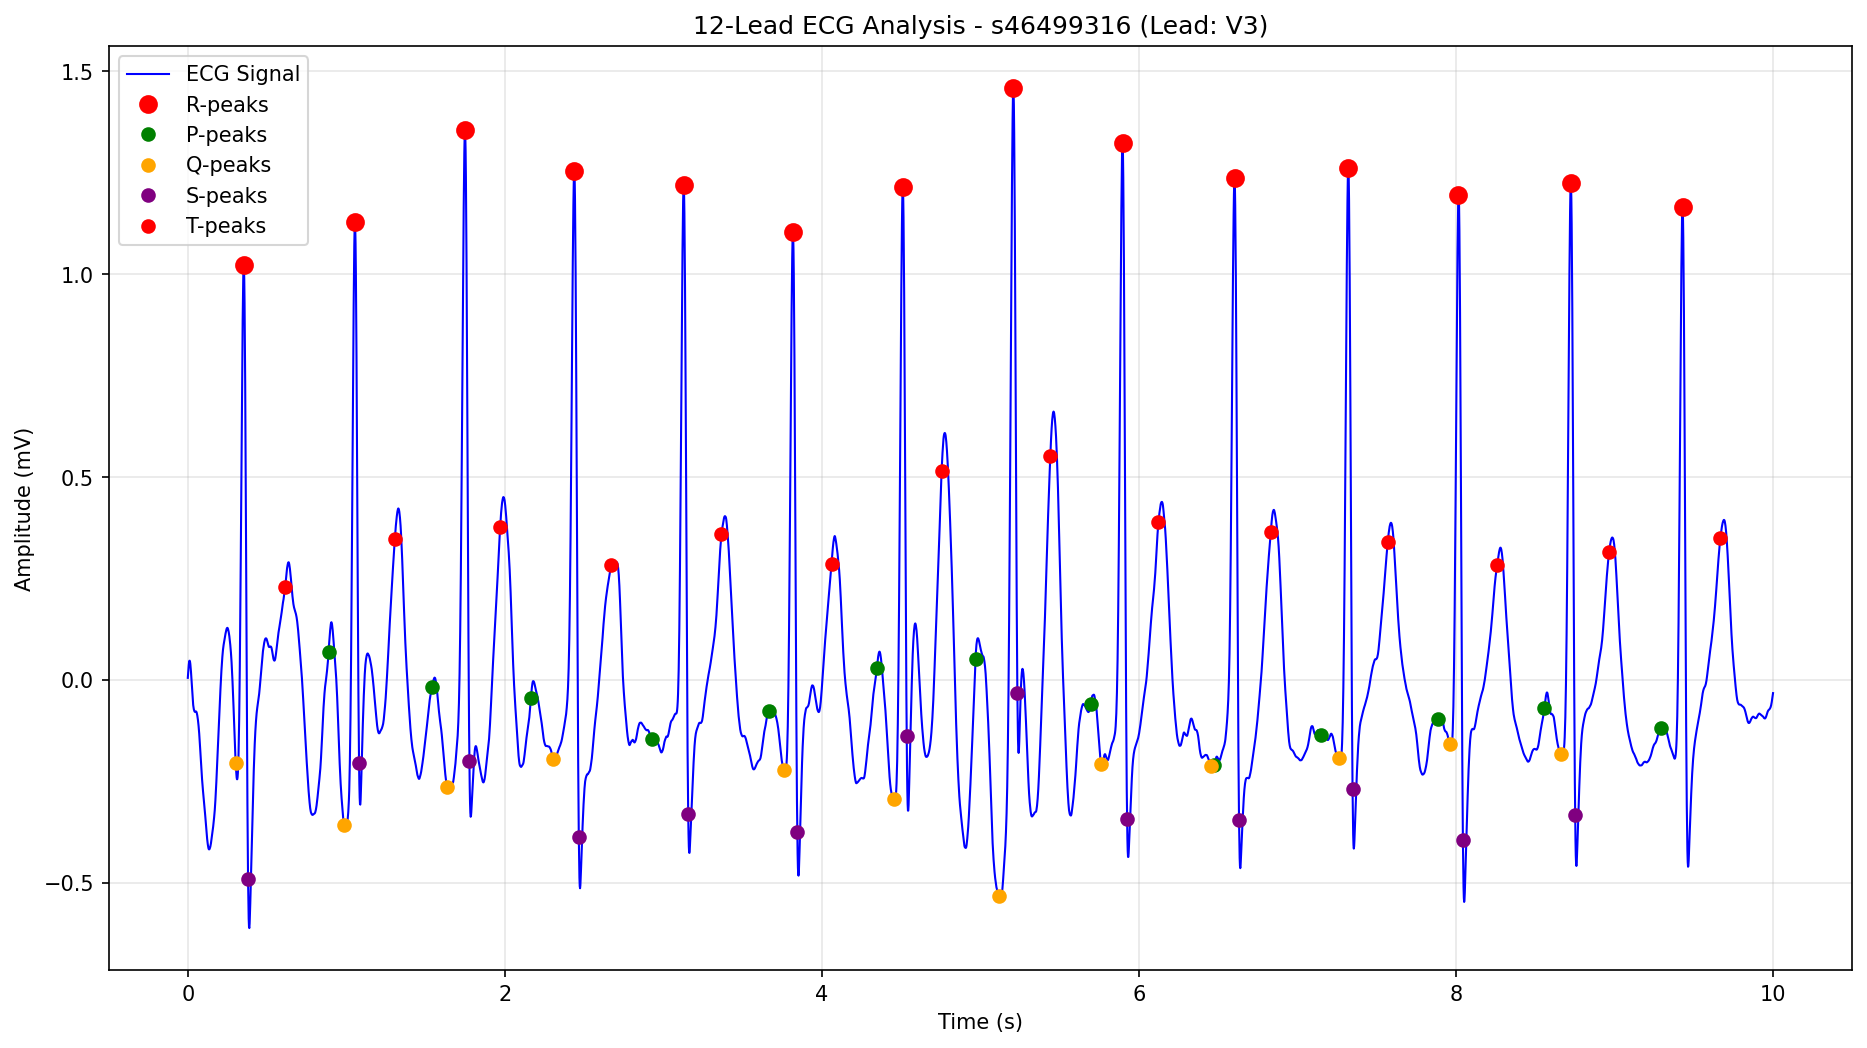 12-Lead ECG Analysis - s46499316 (Lead: V3)
ECG Signal
R-peaks
P-peaks
Q-peaks
S-peaks
T-peaks
1.5
1.0
0.5
0.0
−0.5
Amplitude (mV)
0
2
4
6
8
10
Time (s)